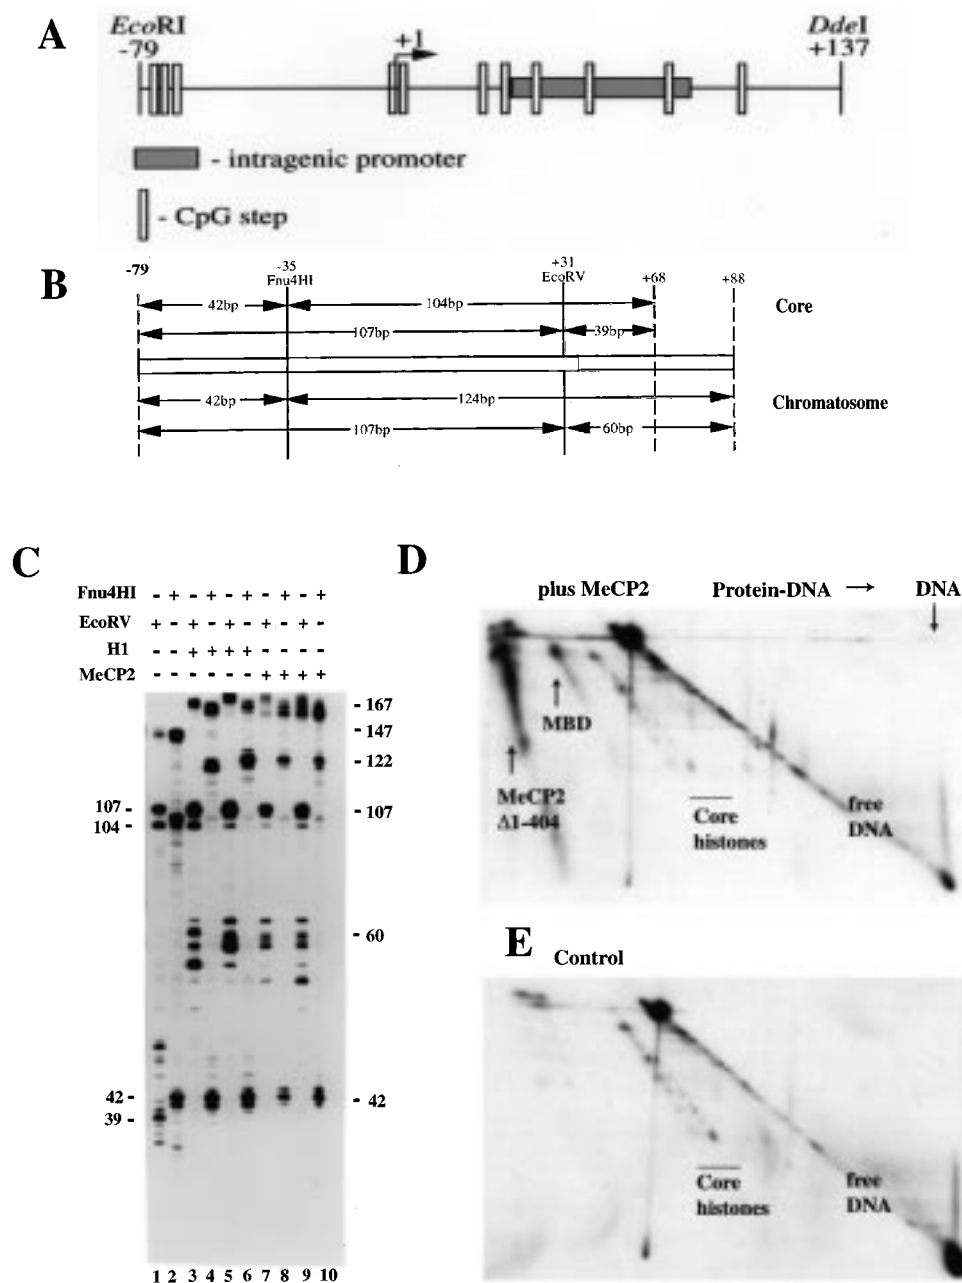 A
EcoRI
-79
+1
DdeI
+137
- intragenic promoter
- CpG step
B
-79
-35
Fnu4HI
+31
EcoRV
+68
+88
42bp
104bp
Core
107bp
39bp
42bp
124bp
Chromatosome
107bp
60bp
C
Fnu4HI - + - + - + - + - +
EcoRV + - + - + - + - + -
H1 - - + + + + - - - -
MeCP2 - - - - - - + + + +
- 167
- 147
- 122
107 -
- 107
104 -
- 60
42 -
- 42
39 -
1 2 3 4 5 6 7 8 9 10
D
plus MeCP2 Protein-DNA → DNA
MBD
MeCP2
Δ1-404
Core
histones
free
DNA
E Control
Core
histones
free
DNA